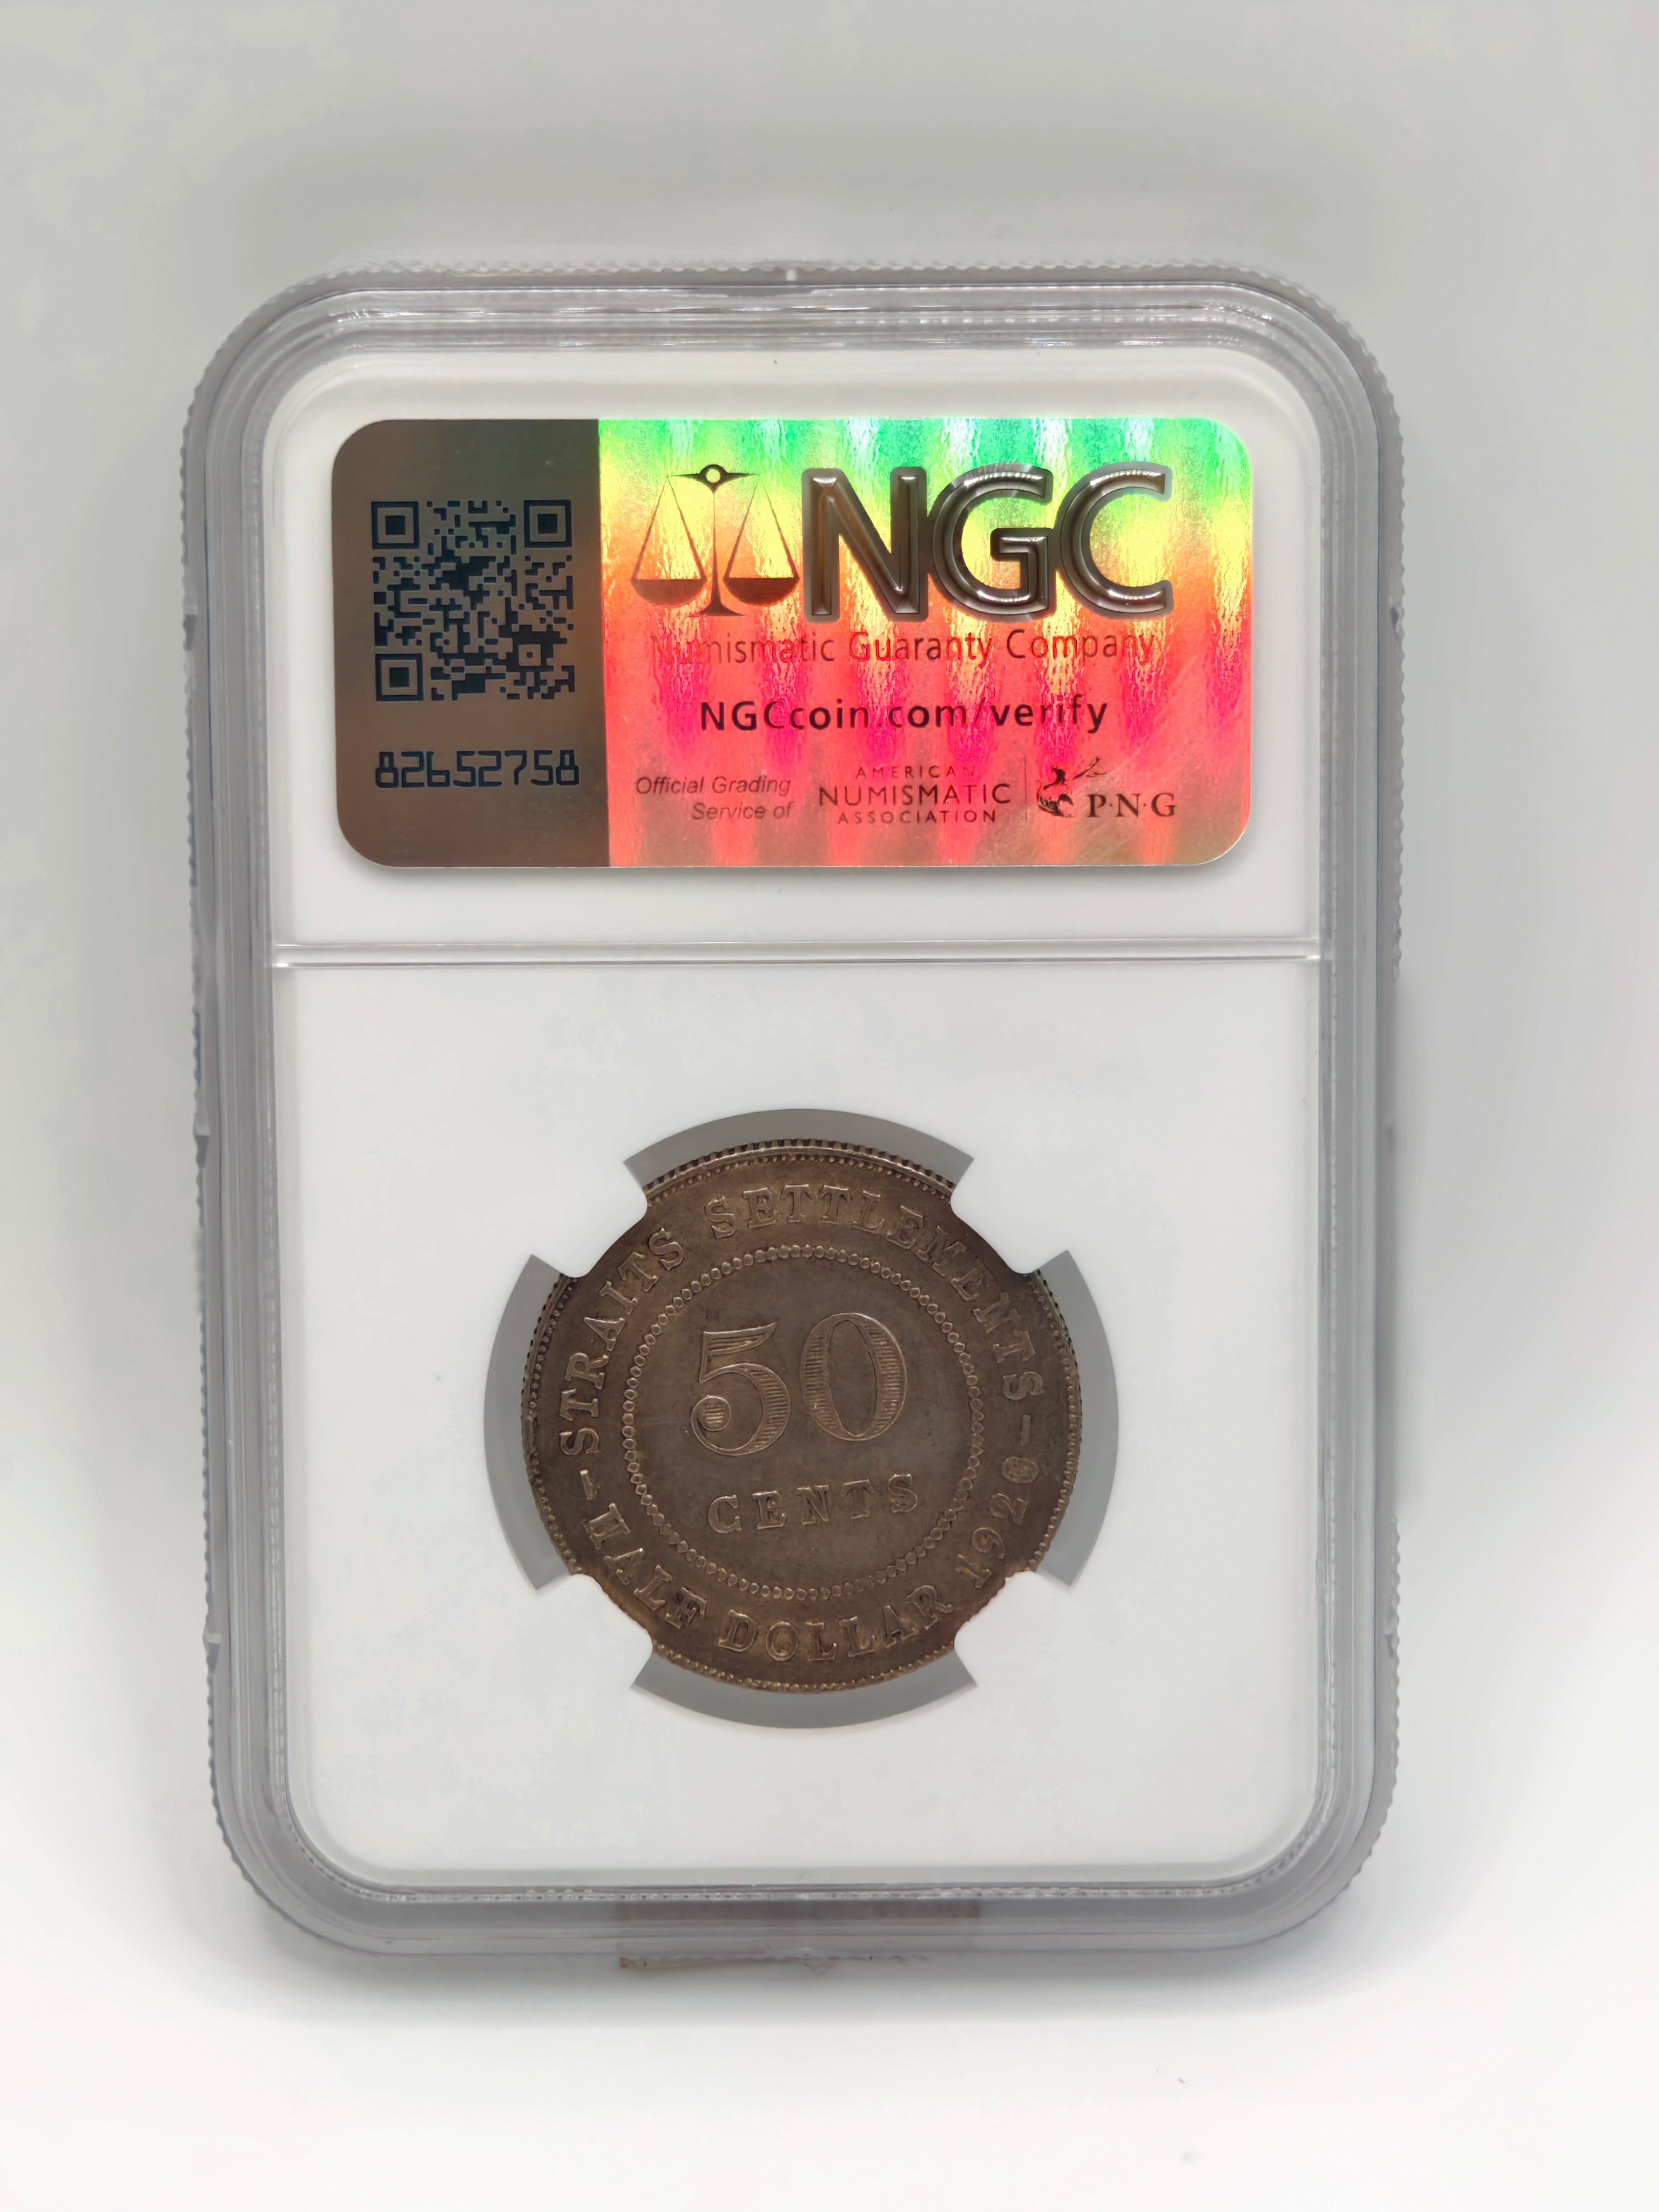 NGC
Numismatic Guaranty Company
NGCcoin.com/verify
82652758
Official Grading
Service of
AMERICAN
NUMISMATIC
ASSOCIATION
P·N·G
STRAITS SETTLEMENTS
50
CENTS
HALF DOLLAR 1920